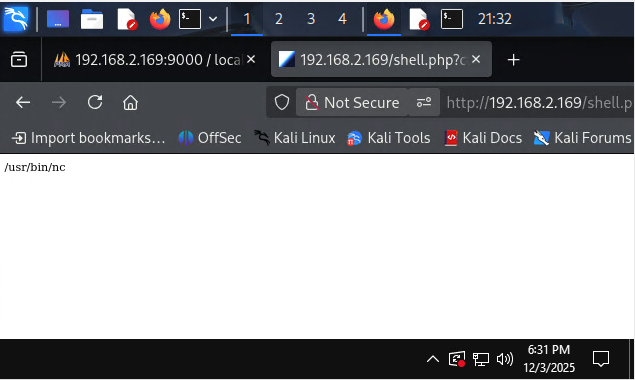 1 2 3 4 21:32
192.168.2.169:9000 / loca 192.168.2.169/shell.php?c
Not Secure http://192.168.2.169/shell.p
Import bookmarks... OffSec Kali Linux Kali Tools Kali Docs Kali Forums
/usr/bin/nc
6:31 PM
12/3/2025